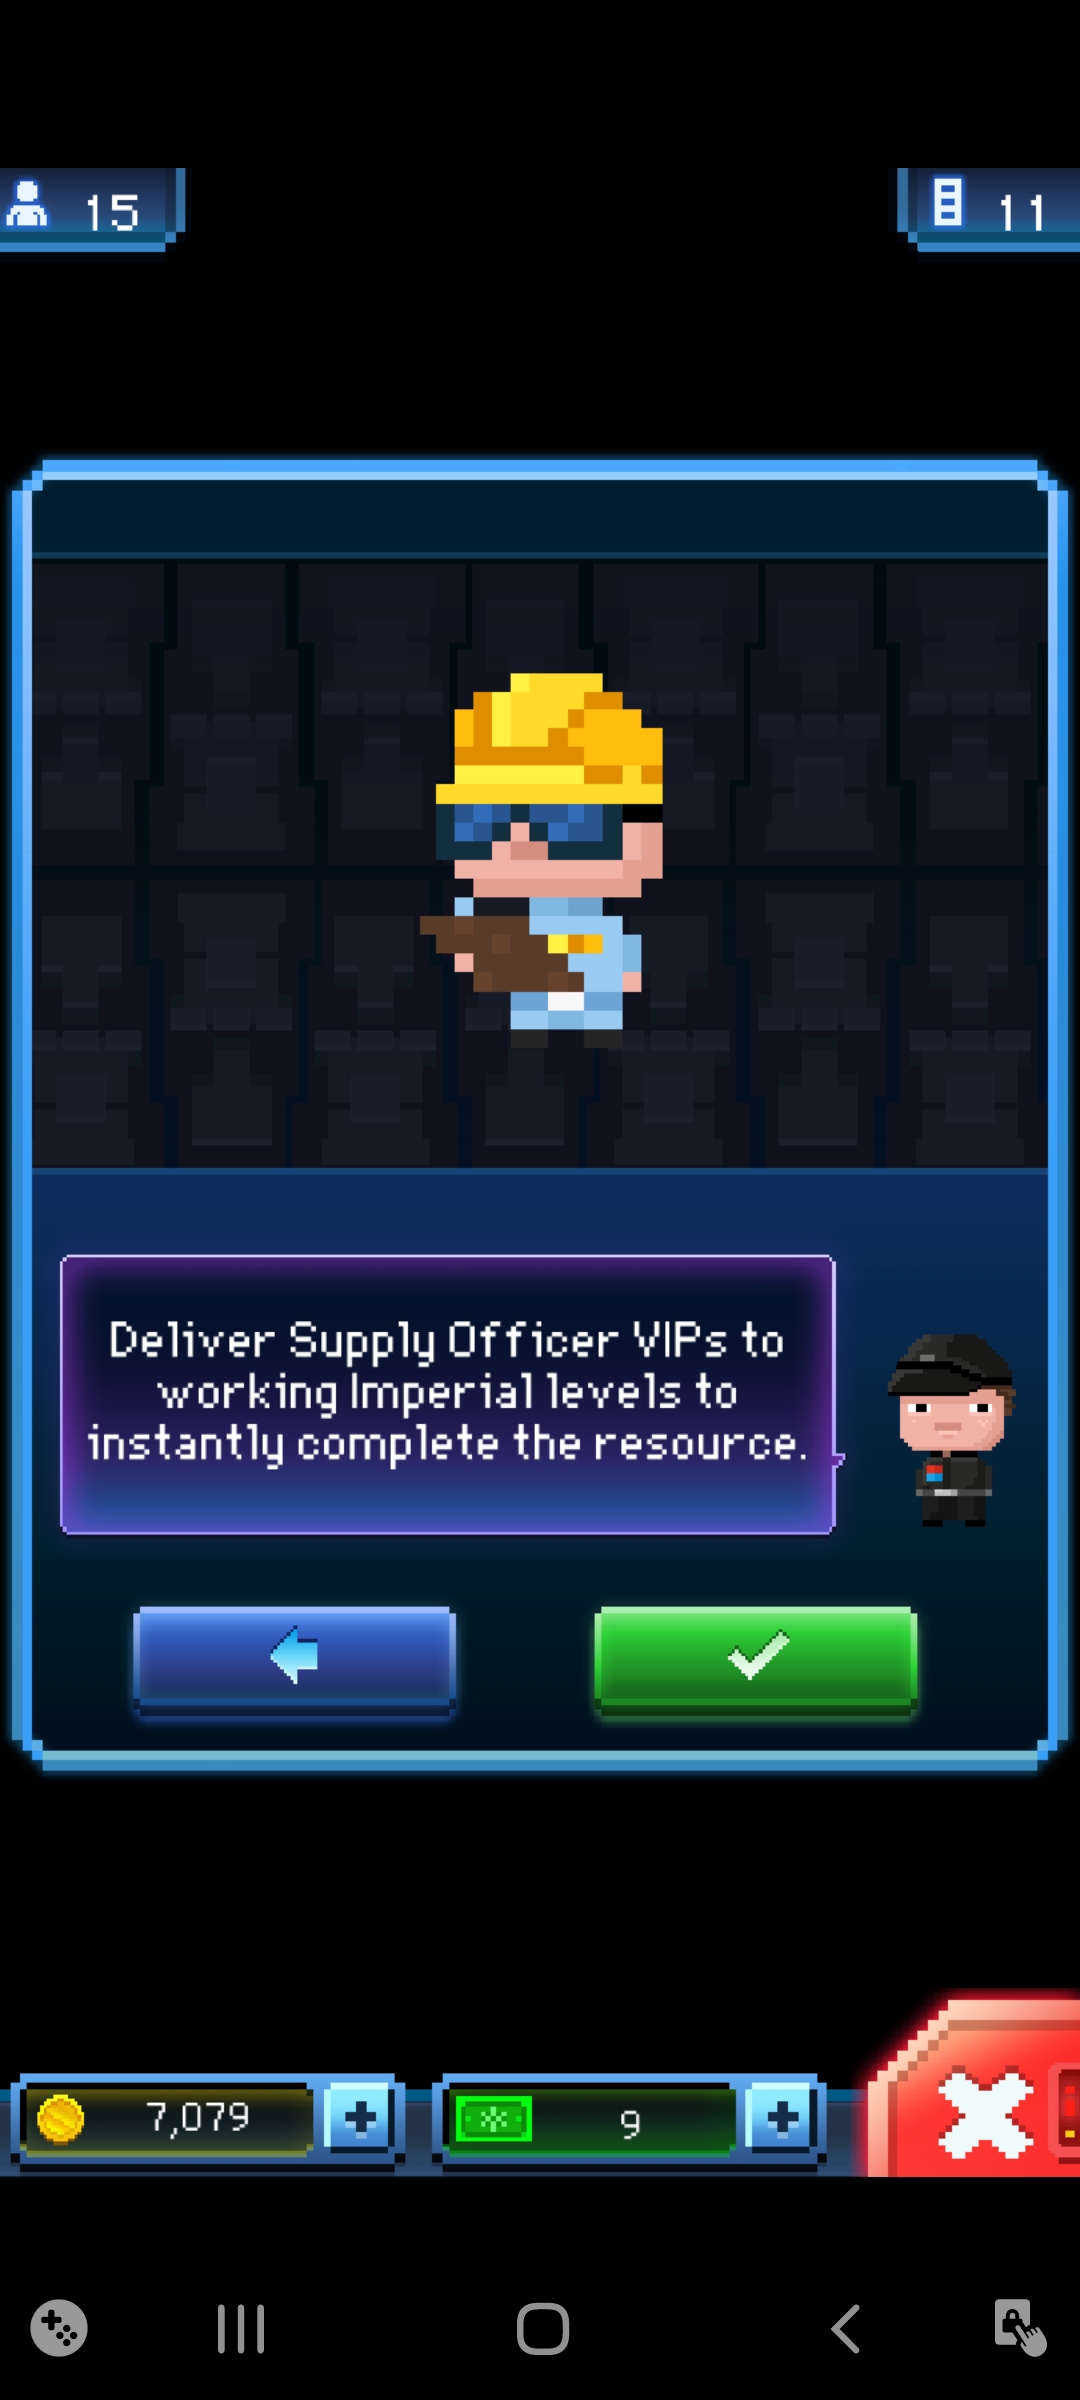 15
11
Deliver Supply Officer VIPs to
working Imperial levels to
instantly complete the resource.
7,079
9